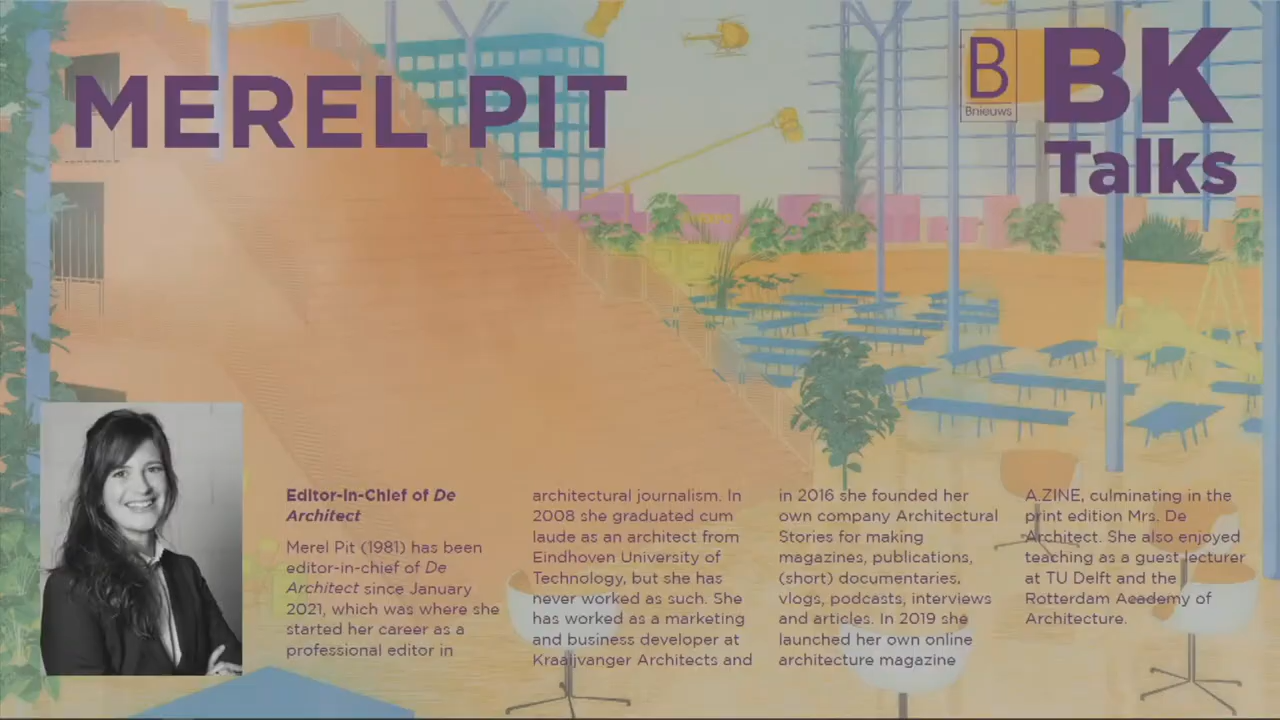 MEREL PIT
B
Bnieuws
BK
Talks
Editor-in-Chief of De
Architect
Merel Pit (1981) has been
editor-in-chief of De
Architect since January
2021, which was where she
started her career as a
professional editor in
architectural journalism. In
2008 she graduated cum
laude as an architect from
Eindhoven University of
Technology, but she has
never worked as such. She
has worked as a marketing
and business developer at
Kraaijvanger Architects and
in 2016 she founded her
own company Architectural
Stories for making
magazines, publications,
(short) documentaries,
vlogs, podcasts, interviews
and articles. In 2019 she
launched her own online
architecture magazine
A.ZINE, culminating in the
print edition Mrs. De
Architect. She also enjoyed
teaching as a guest lecturer
at TU Delft and the
Rotterdam Academy of
Architecture.